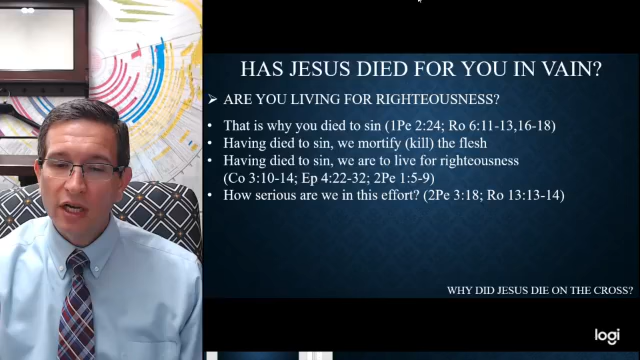 HAS JESUS DIED FOR YOU IN VAIN?
➢ ARE YOU LIVING FOR RIGHTEOUSNESS?
• That is why you died to sin (1Pe 2:24; Ro 6:11-13,16-18)
• Having died to sin, we mortify (kill) the flesh
• Having died to sin, we are to live for righteousness
(Co 3:10-14; Ep 4:22-32; 2Pe 1:5-9)
• How serious are we in this effort? (2Pe 3:18; Ro 13:13-14)
WHY DID JESUS DIE ON THE CROSS?
logi